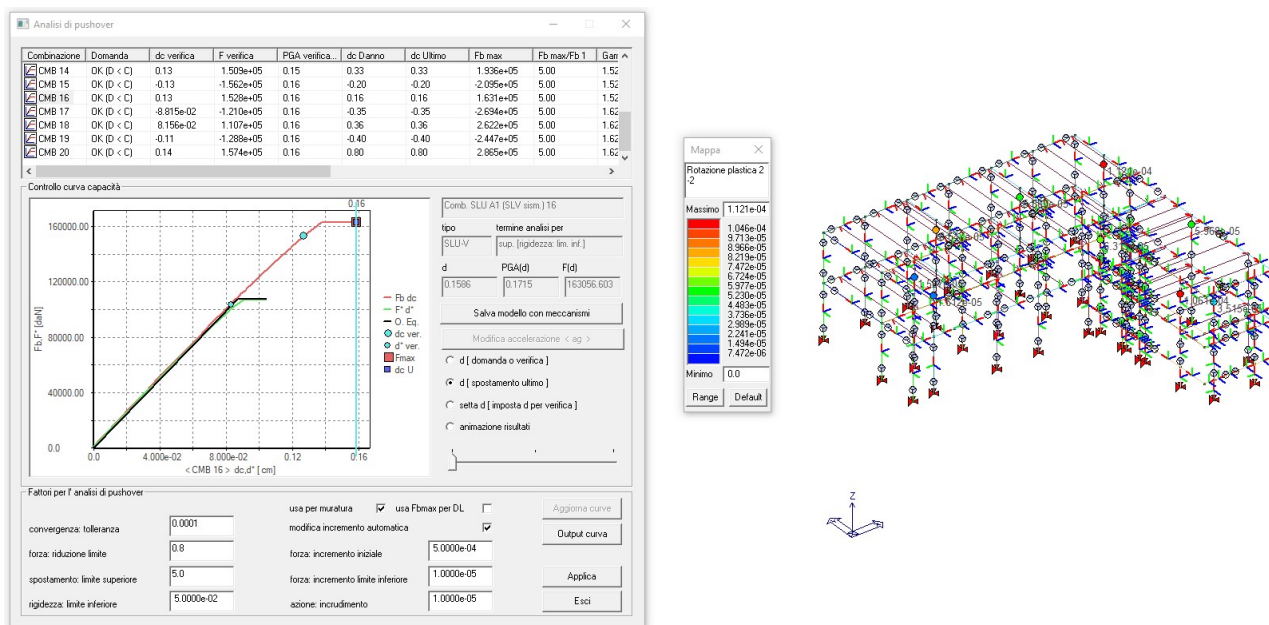 Analisi di pushover
Combinazione Domanda dc verifica F verifica PGA verifica... dc Danno dc Ultimo Fb max Fb max/Fb 1
CMB 14 OK (D < C) 0.13 1.509e+05 0.15 0.33 0.33 1.936e+05 5.00 1.52
CMB 15 OK (D < C) -0.13 -1.562e+05 0.16 -0.20 -0.20 -2.095e+05 5.00 1.52
CMB 16 OK (D < C) 0.13 1.528e+05 0.16 0.16 0.16 1.631e+05 5.00 1.52
CMB 17 OK (D < C) -8.815e-02 -1.210e+05 0.16 -0.35 -0.35 -2.694e+05 5.00 1.62
CMB 18 OK (D < C) 8.156e-02 1.107e+05 0.16 0.36 0.36 2.622e+05 5.00 1.62
CMB 19 OK (D < C) -0.11 -1.288e+05 0.16 -0.40 -0.40 -2.447e+05 5.00 1.62
CMB 20 OK (D < C) 0.14 1.574e+05 0.16 0.80 0.80 2.865e+05 5.00 1.62
Controllo curva capacità
0.16
160000.00
120000.00
80000.00
40000.00
0.0
Fb,F* [daN]
0.0 4.000e-02 8.000e-02 0.12 0.16
< CMB 16 > dc,d* [ cm]
Fb dc
F* d*
O. Eq.
dc ver.
d* ver.
Fmax
dc U
Comb. SLU A1 (SLV sism.) 16
tipo termine analisi per
SLU-V sup. [rigidezza: lim. inf.]
d PGA(d) F(d)
0.1586 0.1715 163056.603
Salva modello con meccanismi
Modifica accelerazione < ag >
d [ domanda o verifica ]
d [ spostamento ultimo ]
setta d [ imposta d per verifica ]
animazione risultati
Fattori per l' analisi di pushover
usa per muratura usa Fbmax per DL Aggiorna curve
convergenza: tolleranza 0.0001 modifica incremento automatica Output curva
forza: riduzione limite 0.8 forza: incremento iniziale 5.0000e-04
spostamento: limite superiore 5.0 forza: incremento limite inferiore 1.0000e-05 Applica
rigidezza: limite inferiore 5.0000e-02 azione: incrudimento 1.0000e-05 Esci
Mappa
Rotazione plastica 2
-2
Massimo 1.121e-04
1.046e-04
9.713e-05
8.966e-05
8.219e-05
7.472e-05
6.724e-05
5.977e-05
5.230e-05
4.483e-05
3.736e-05
2.989e-05
2.241e-05
1.494e-05
7.472e-06
Minimo 0.0
Range Default
Z